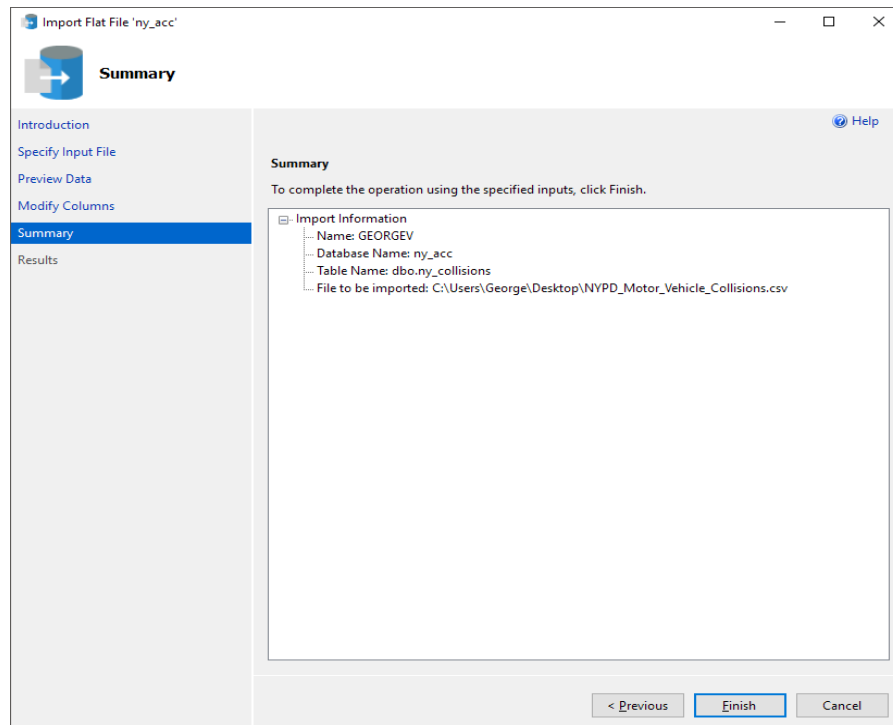 Import Flat File 'ny_acc'
Summary
Introduction
Specify Input File
Preview Data
Modify Columns
Summary
Results
Help
Summary
To complete the operation using the specified inputs, click Finish.
Import Information
Name: GEORGEV
Database Name: ny_acc
Table Name: dbo.ny_collisions
File to be imported: C:\Users\George\Desktop\NYPD_Motor_Vehicle_Collisions.csv
< Previous
Finish
Cancel